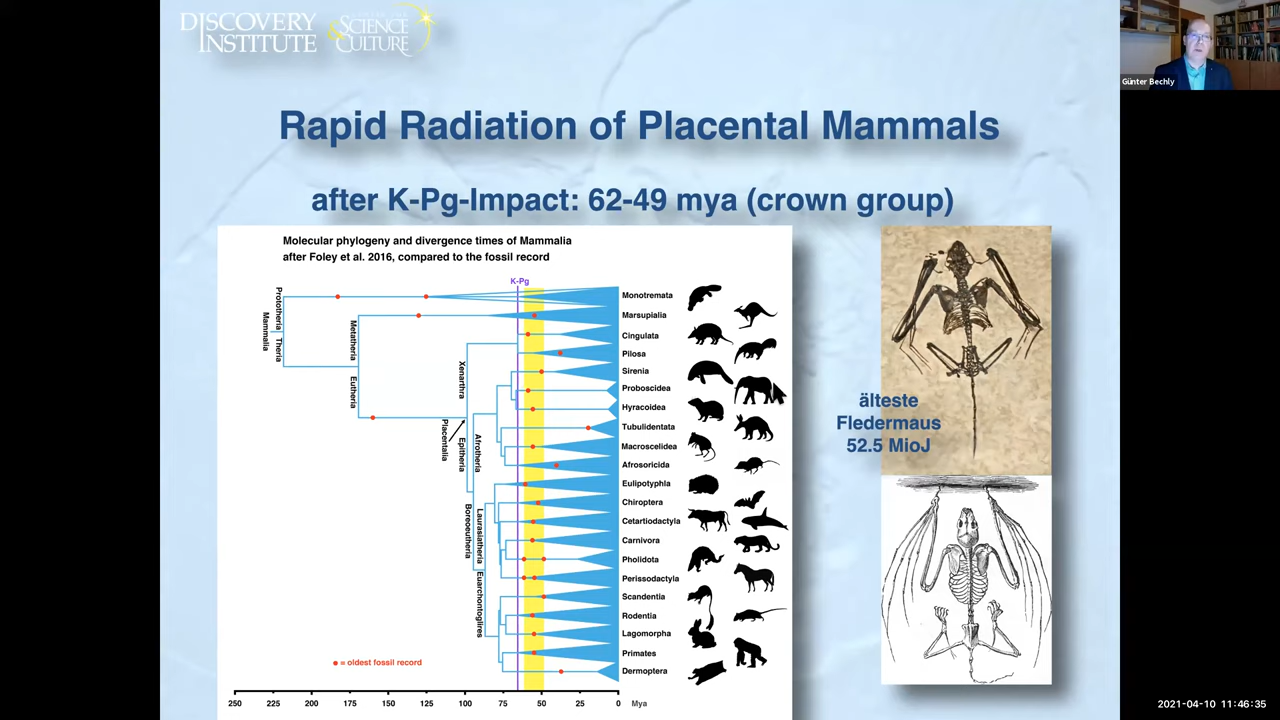 DISCOVERY
INSTITUTE
CENTER FOR
SCIENCE
& CULTURE
Günter Bechly
Rapid Radiation of Placental Mammals
after K-Pg-Impact: 62-49 mya (crown group)
Molecular phylogeny and divergence times of Mammalia
after Foley et al. 2016, compared to the fossil record
K-Pg
Prototheria
Theria
Mammalia
Metatheria
Eutheria
Xenarthra
Placentalia
Epitheria
Afrotheria
Boreoeutheria
Laurasiatheria
Euarchontoglires
Monotremata
Marsupialia
Cingulata
Pilosa
Sirenia
Proboscidea
Hyracoidea
Tubulidentata
Macroscelidea
Afrosoricida
Eulipotyphla
Chiroptera
Cetartiodactyla
Carnivora
Pholidota
Perissodactyla
Scandentia
Rodentia
Lagomorpha
Primates
Dermoptera
= oldest fossil record
250 225 200 175 150 125 100 75 50 25 0 Mya
älteste
Fledermaus
52.5 MioJ
2021-04-10 11:46:35